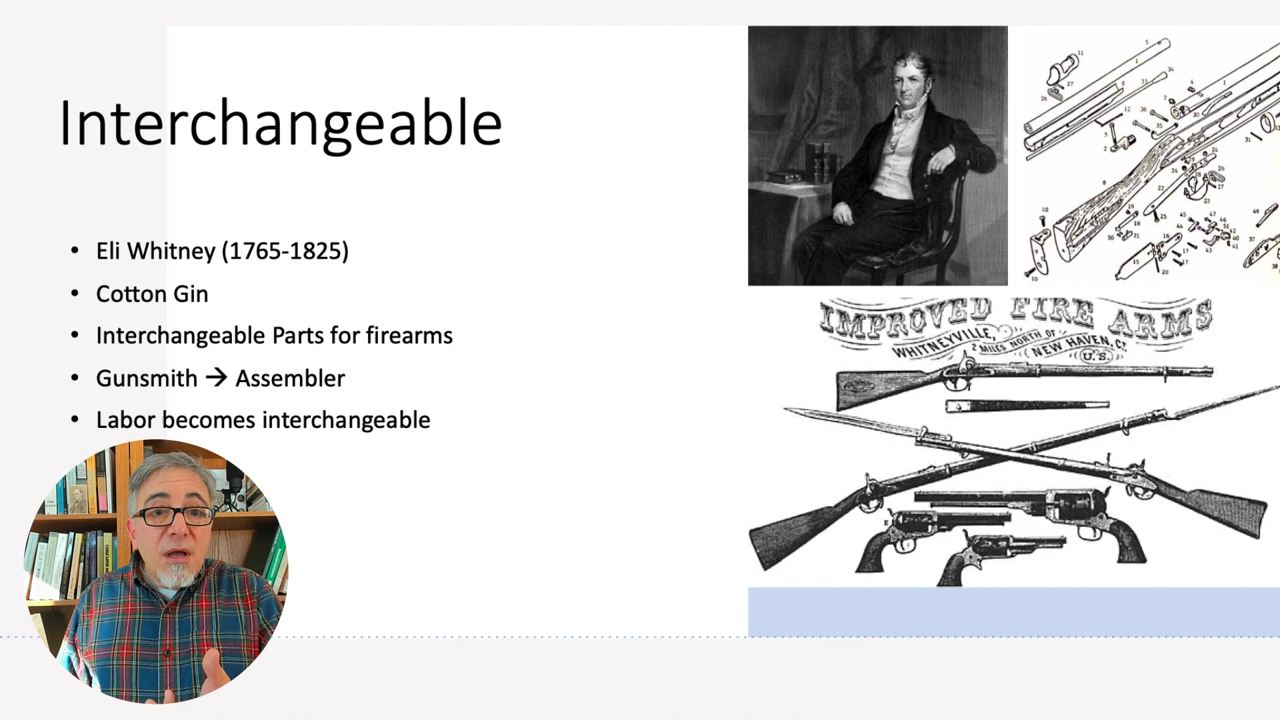 Interchangeable
• Eli Whitney (1765-1825)
• Cotton Gin
• Interchangeable Parts for firearms
• Gunsmith → Assembler
• Labor becomes interchangeable
IMPROVED FIRE ARMS
WHITNEYVILLE,
2 MILES NORTH OF
NEW HAVEN, CT.
U.S.